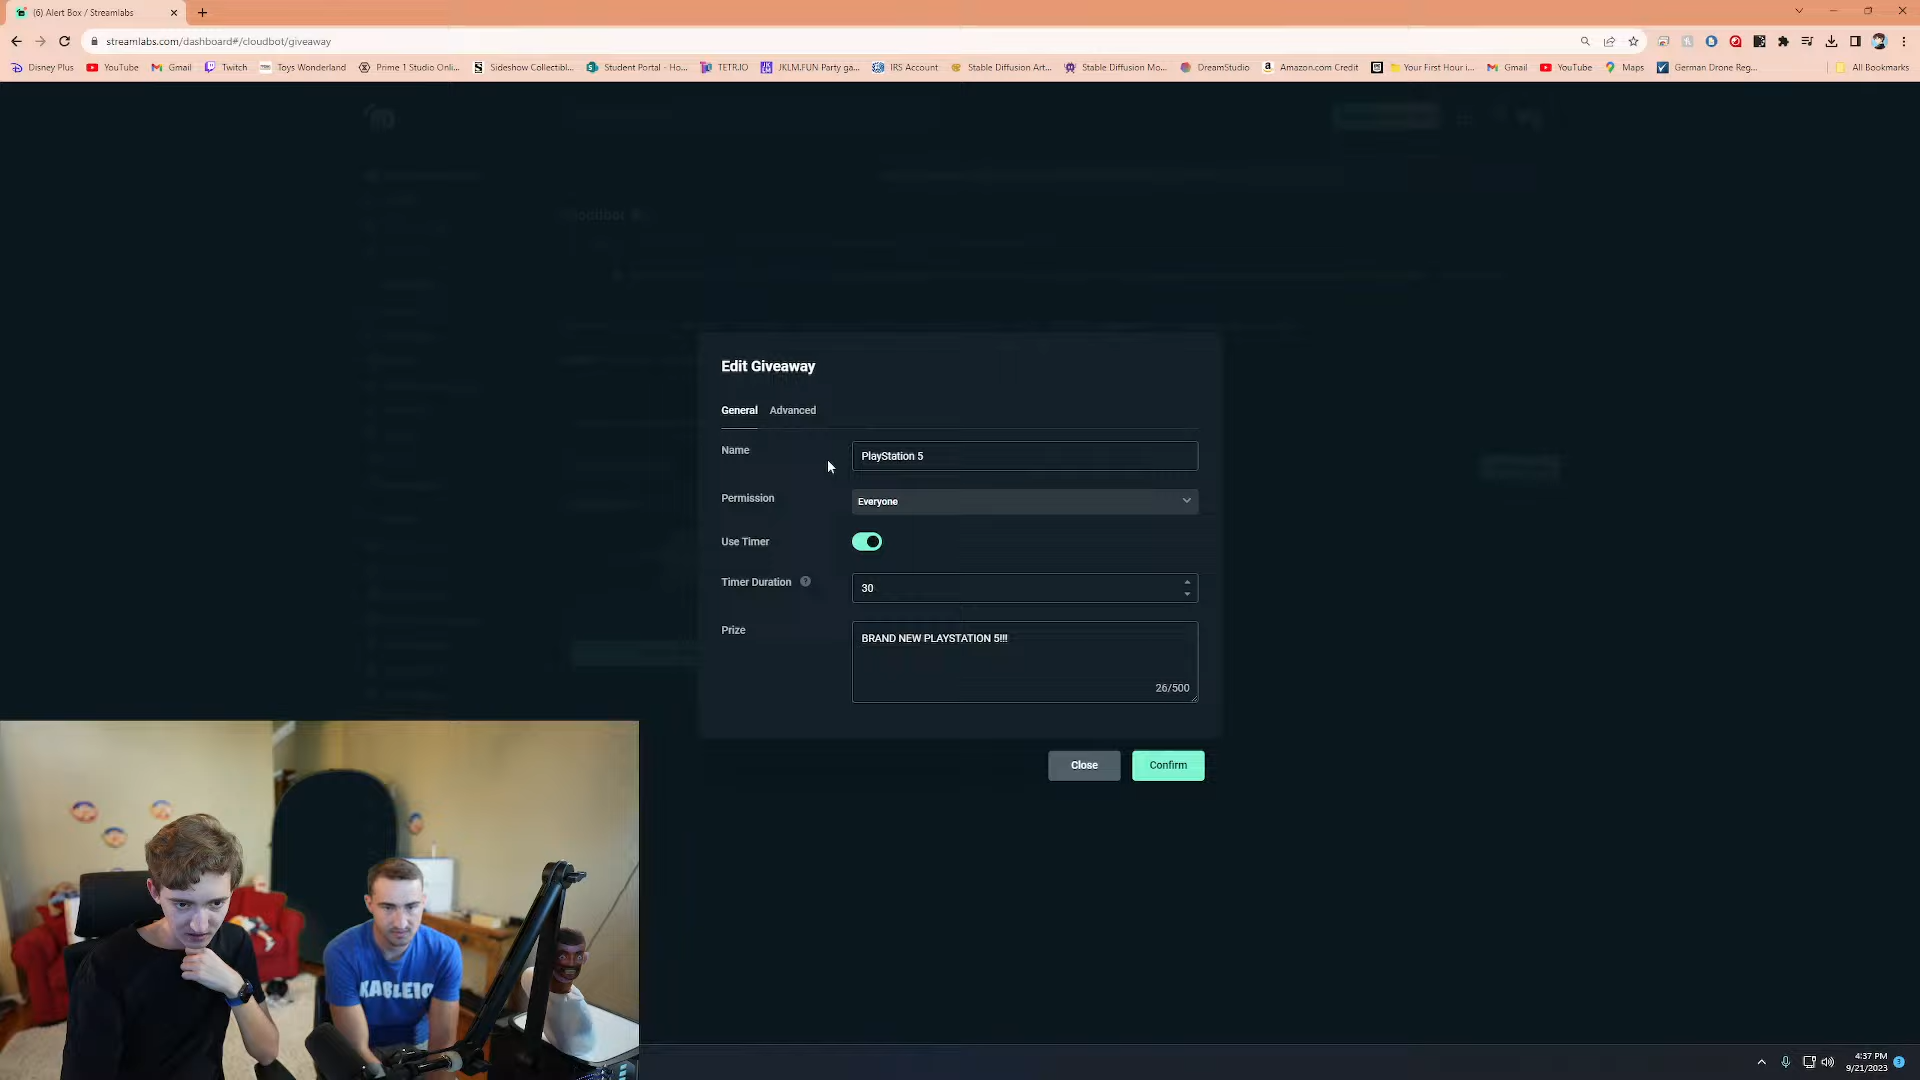 (6) Alert Box / Streamlabs
streamlabs.com/dashboard#/cloudbot/giveaway
Disney Plus YouTube Gmail Twitch Toys Wonderland Prime 1 Studio Onli... Sideshow Collectibl... Student Portal - Ho... TETR.IO JKLM.FUN Party ga... IRS Account Stable Diffusion Art... Stable Diffusion Mo... DreamStudio Amazon.com Credit Your First Hour i... Gmail YouTube Maps German Drone Reg... All Bookmarks
Cloudbot
Edit Giveaway
General Advanced
Name PlayStation 5
Permission Everyone
Use Timer
Timer Duration ? 30
Prize BRAND NEW PLAYSTATION 5!!!
26/500
Close Confirm
KABLE10
4:37 PM
9/21/2023 3